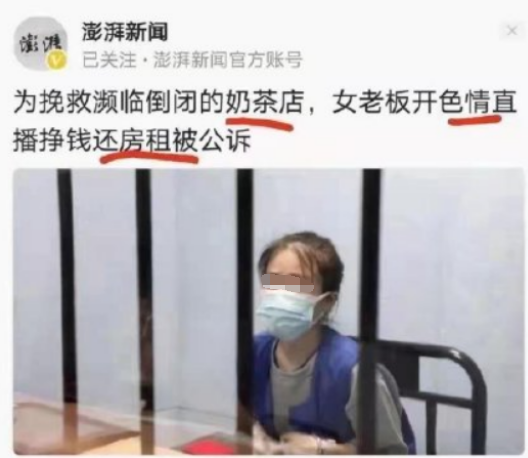 澎湃
澎湃新闻
已关注·澎湃新闻官方账号
为挽救濒临倒闭的奶茶店，女老板开色情直
播挣钱还房租被公诉